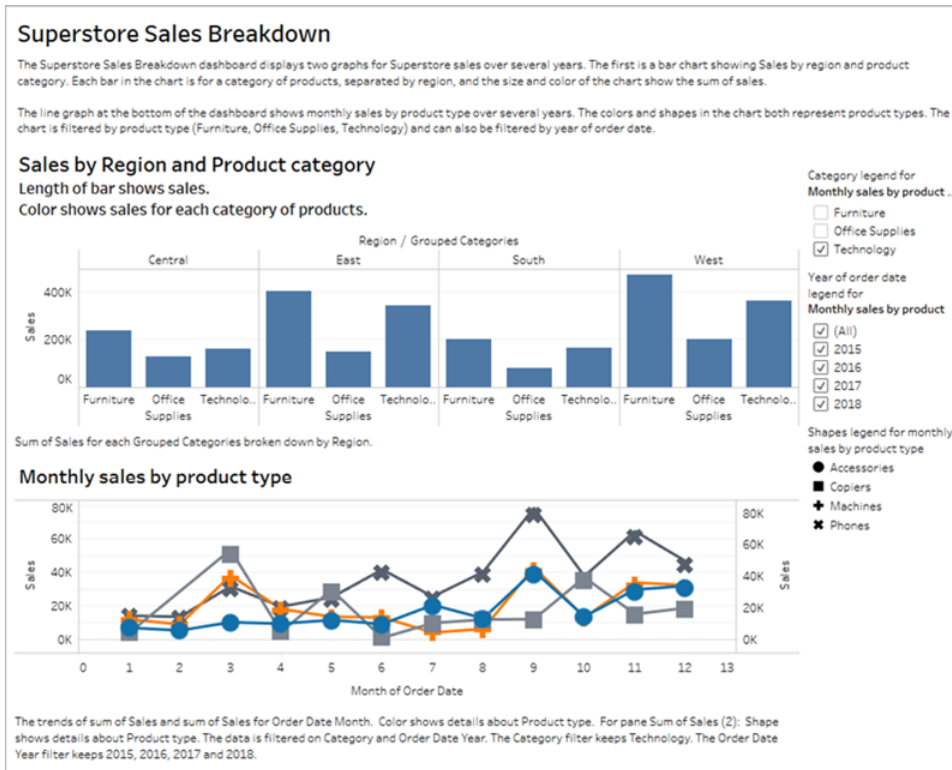 Superstore Sales Breakdown
The Superstore Sales Breakdown dashboard displays two graphs for Superstore sales over several years. The first is a bar chart showing Sales by region and product
category. Each bar in the chart is for a category of products, separated by region, and the size and color of the chart show the sum of sales.
The line graph at the bottom of the dashboard shows monthly sales by product type over several years. The colors and shapes in the chart both represent product types. The
chart is filtered by product type (Furniture, Office Supplies, Technology) and can also be filtered by year of order date.
Sales by Region and Product category
Length of bar shows sales.
Color shows sales for each category of products.
Region / Grouped Categories
Central East South West
Sales
400K
200K
0K
Furniture Office Supplies Technolo.. Furniture Office Supplies Technolo.. Furniture Office Supplies Technolo.. Furniture Office Supplies Technolo..
Sum of Sales for each Grouped Categories broken down by Region.
Category legend for
Monthly sales by product ..
Furniture
Office Supplies
Technology
Year of order date
legend for
Monthly sales by product
(All)
2015
2016
2017
2018
Shapes legend for monthly
sales by product type
Accessories
Copiers
Machines
Phones
Monthly sales by product type
Sales
80K 80K
60K 60K
40K 40K
20K 20K
0K 0K
Sales
0 1 2 3 4 5 6 7 8 9 10 11 12 13
Month of Order Date
The trends of sum of Sales and sum of Sales for Order Date Month. Color shows details about Product type. For pane Sum of Sales (2): Shape
shows details about Product type. The data is filtered on Category and Order Date Year. The Category filter keeps Technology. The Order Date
Year filter keeps 2015, 2016, 2017 and 2018.